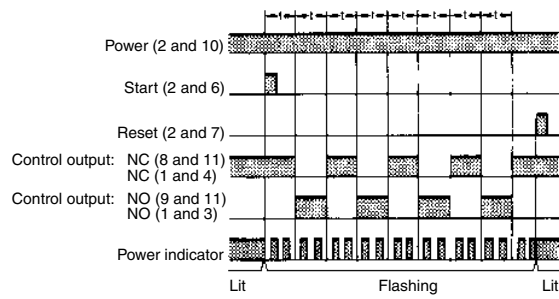 t t t t t t t t
Power (2 and 10)
Start (2 and 6)
Reset (2 and 7)
Control output: NC (8 and 11)
NC (1 and 4)
Control output: NO (9 and 11)
NO (1 and 3)
Power indicator
Lit Flashing Lit